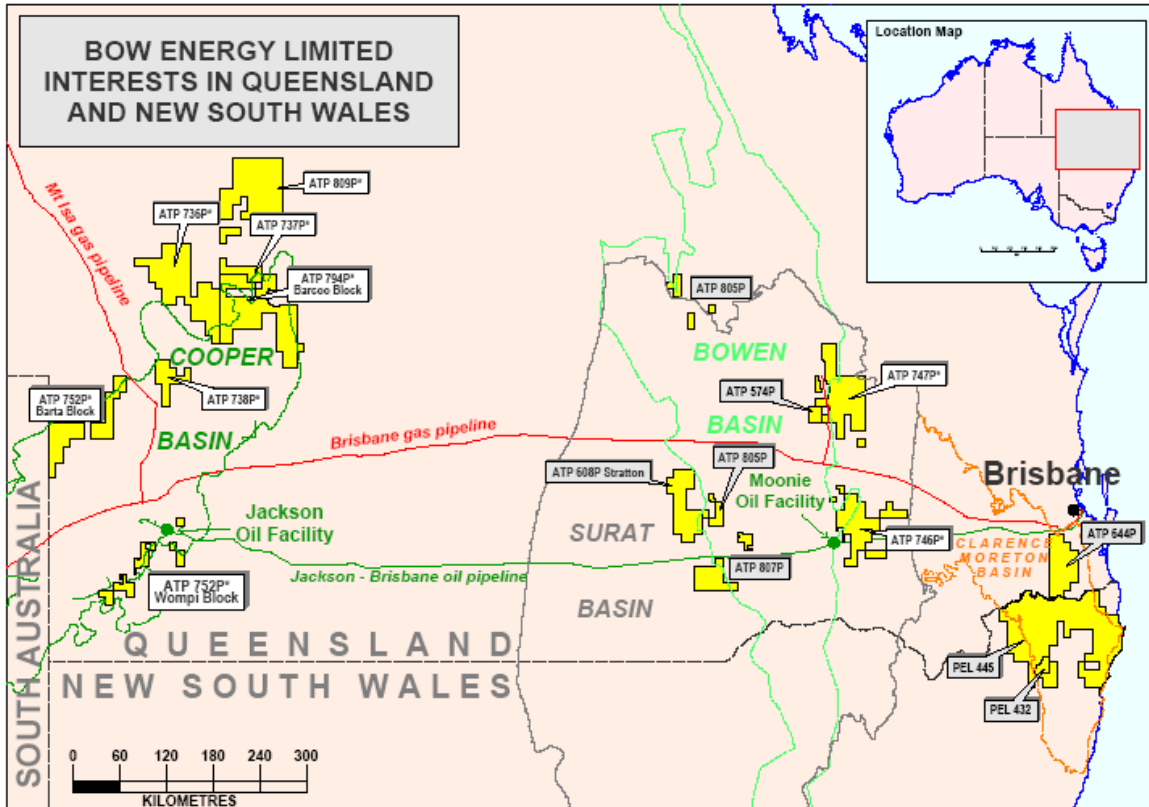 BOW ENERGY LIMITED
INTERESTS IN QUEENSLAND
AND NEW SOUTH WALES
Location Map
Mt Isa gas pipeline
ATP 809P*
ATP 736P*
ATP 737P*
ATP 794P*
Barcoo Block
COOPER
BASIN
ATP 752P*
Barta Block
ATP 738P*
ATP 805P
BOWEN
BASIN
ATP 747P*
ATP 574P
Brisbane gas pipeline
ATP 608P Stratton
ATP 805P
Moonie
Oil Facility
Brisbane
Jackson
Oil Facility
SURAT
BASIN
ATP 746P*
CLARENCE
MORETON
BASIN
ATP 644P
Jackson - Brisbane oil pipeline
ATP 807P
ATP 752P*
Wompi Block
SOUTH AUSTRALIA
QUEENSLAND
NEW SOUTH WALES
PEL 445
PEL 432
0 60 120 180 240 300
KILOMETRES